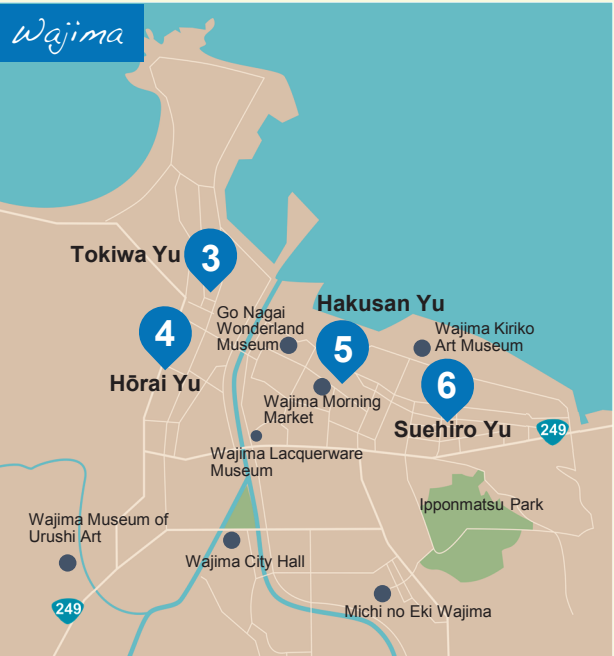 Wajima
Tokiwa Yu
3
Hakusan Yu
Go Nagai
Wonderland
Museum
4
5
Wajima Kiriko
Art Museum
Hōrai Yu
6
Wajima Morning
Market
Suehiro Yu
249
Wajima Lacquerware
Museum
Ipponmatsu Park
Wajima Museum of
Urushi Art
Wajima City Hall
249
Michi no Eki Wajima